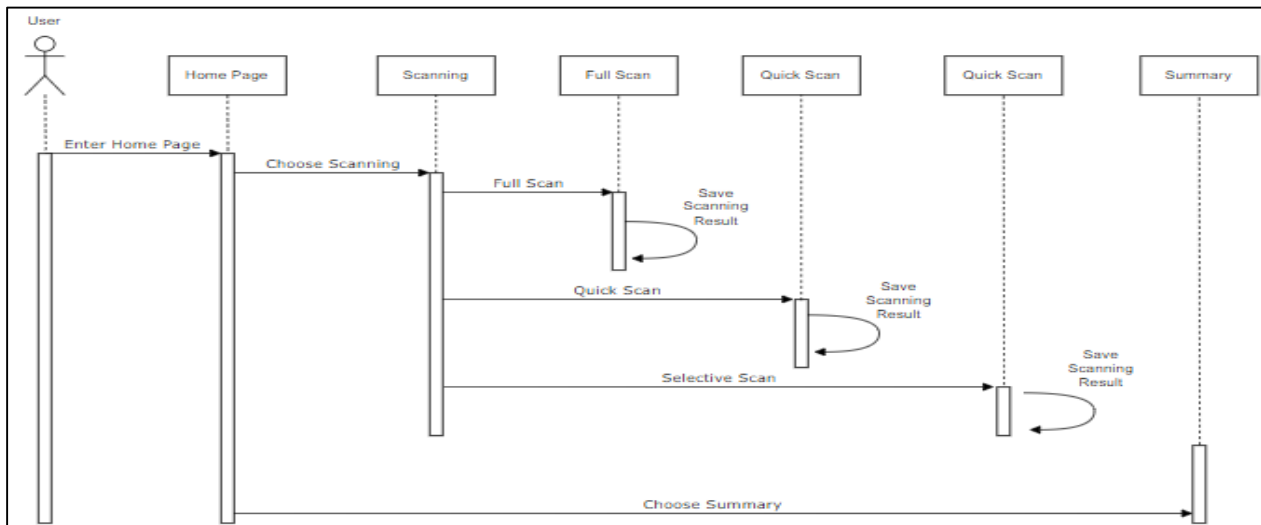 User
Home Page
Scanning
Full Scan
Quick Scan
Quick Scan
Summary
Enter Home Page
Choose Scanning
Full Scan
Save
Scanning
Result
Quick Scan
Save
Scanning
Result
Selective Scan
Save
Scanning
Result
Choose Summary